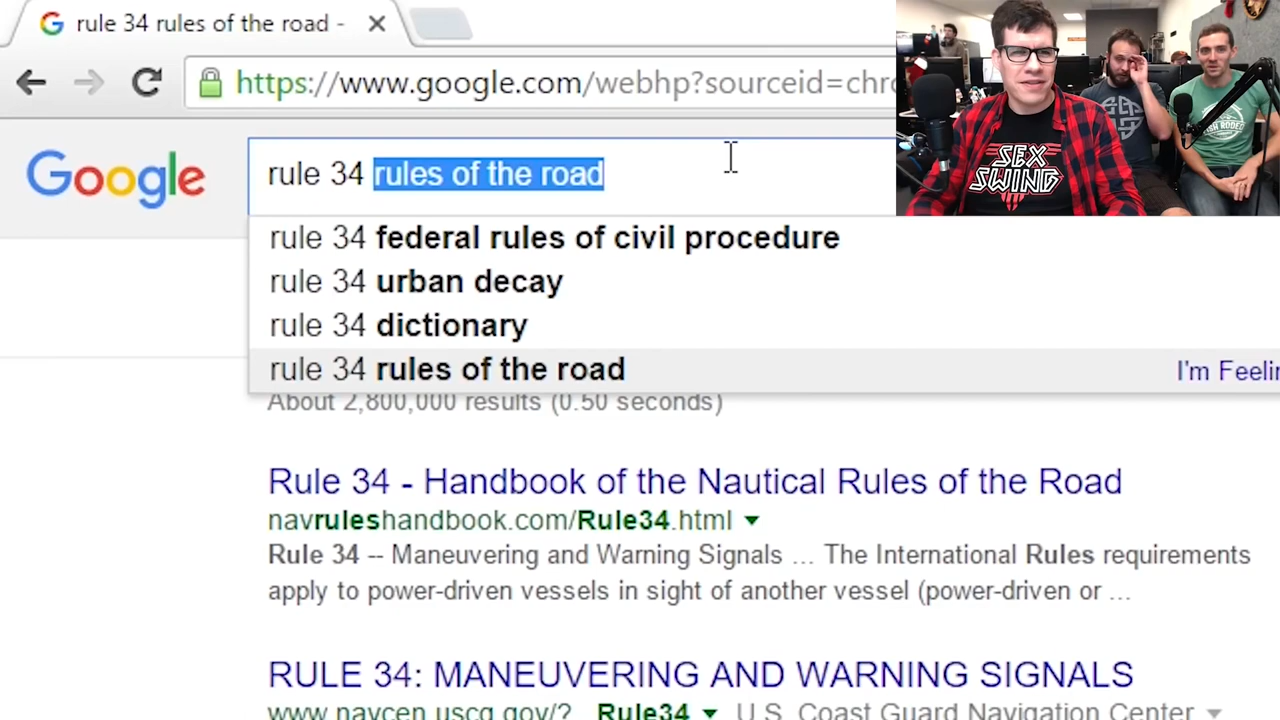 rule 34 rules of the road -
https://www.google.com/webhp?sourceid=chr
Google
rule 34 rules of the road
rule 34 federal rules of civil procedure
rule 34 urban decay
rule 34 dictionary
rule 34 rules of the road
I'm Feelin
About 2,800,000 results (0.50 seconds)
Rule 34 - Handbook of the Nautical Rules of the Road
navruleshandbook.com/Rule34.html
Rule 34 -- Maneuvering and Warning Signals ... The International Rules requirements
apply to power-driven vessels in sight of another vessel (power-driven or ...
RULE 34: MANEUVERING AND WARNING SIGNALS
www.navcen.uscg.gov/?...Rule34 U.S. Coast Guard Navigation Center
SEX
SWING